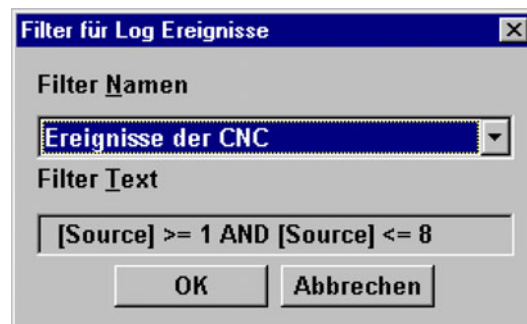 Filter für Log Ereignisse
Filter Namen
Ereignisse der CNC
Filter Text
[Source] >= 1 AND [Source] <= 8
OK Abbrechen